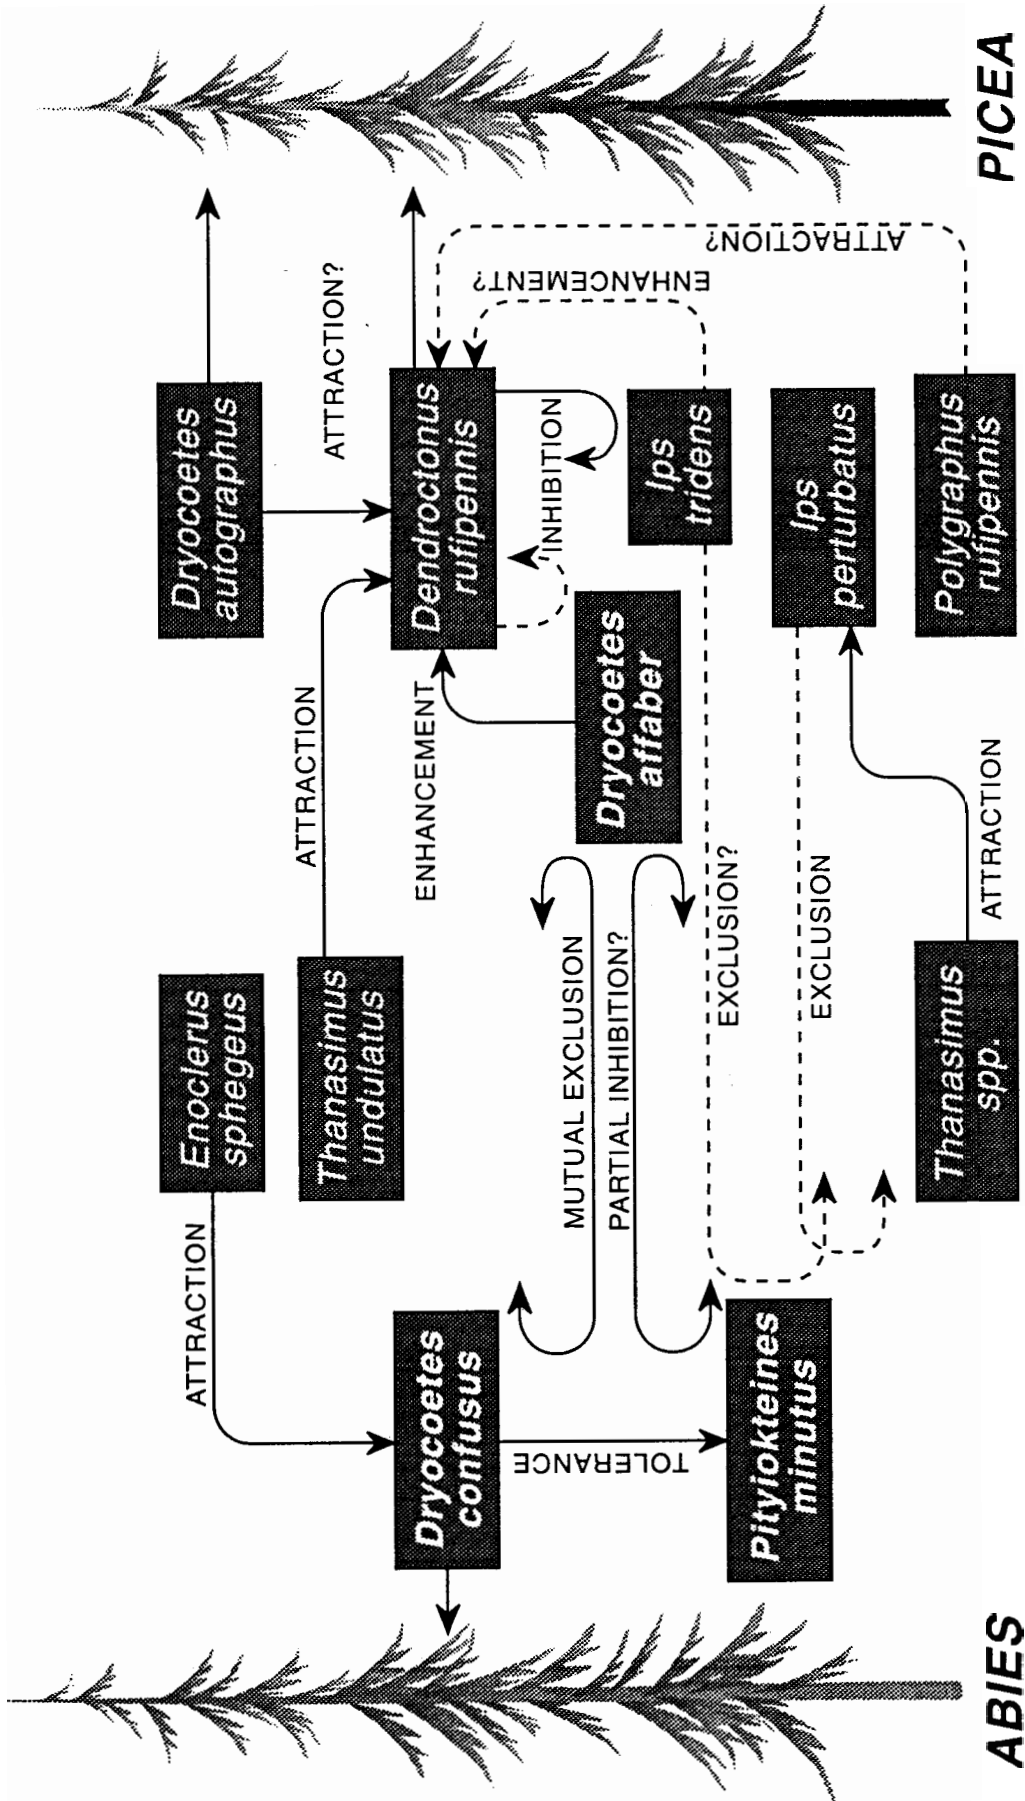 Enoclerus
sphegeus
Dryocoetes
autographus
ATTRACTION
Thanasimus
undulatus
ATTRACTION
ATTRACTION?
Dryocoetes
confusus
ENHANCEMENT
Dendroctonus
rufipennis
INHIBITION
ENHANCEMENT?
ATTRACTION?
TOLERANCE
MUTUAL EXCLUSION
PARTIAL INHIBITION?
Dryocoetes
affaber
Ips
tridens
EXCLUSION?
Pityiokteines
minutus
EXCLUSION
Ips
perturbatus
Thanasimus
spp.
ATTRACTION
Polygraphus
rufipennis
ABIES
PICEA